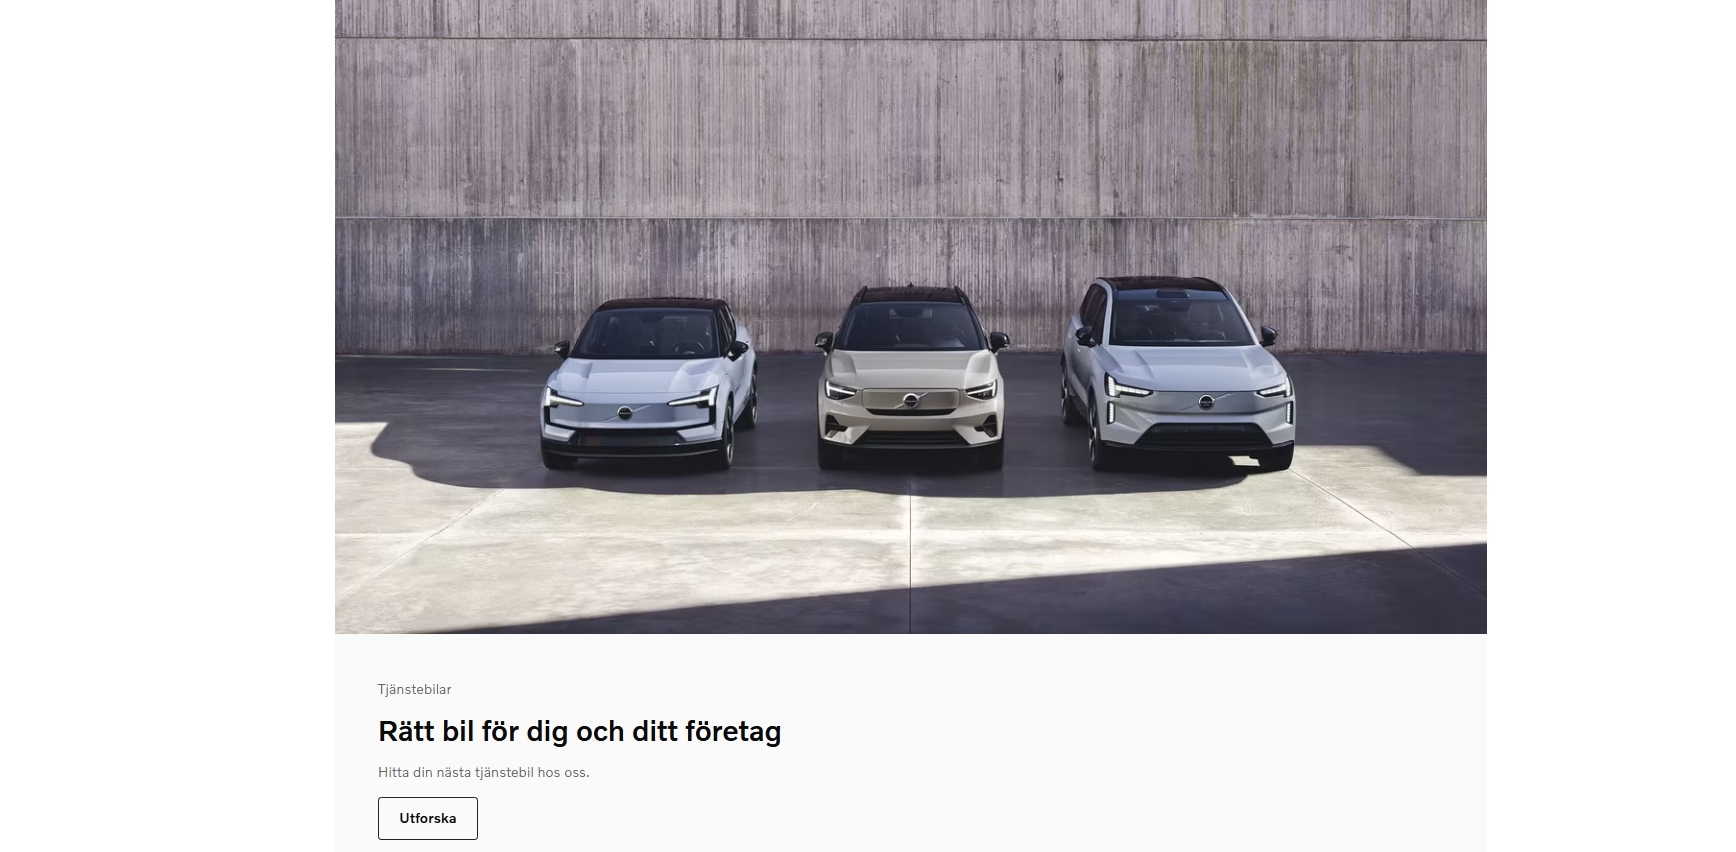 Tjänstebilar
Rätt bil för dig och ditt företag
Hitta din nästa tjänstebil hos oss.
Utforska